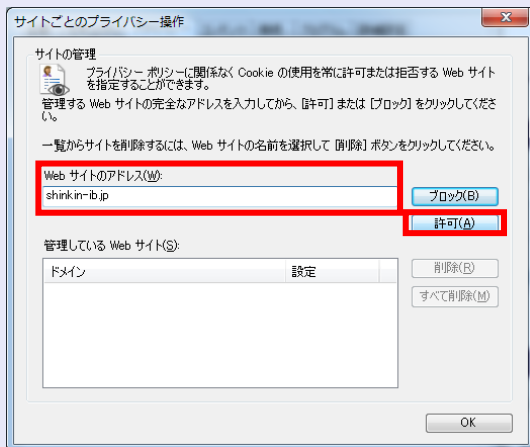 サイトごとのプライバシー操作
サイトの管理
プライバシー ポリシーに関係なく Cookie の使用を常に許可または拒否する Web サイト
を指定することができます。
管理する Web サイトの完全なアドレスを入力してから、[許可] または [ブロック] をクリックしてくださ
い。
一覧からサイトを削除するには、Web サイトの名前を選択して [削除] ボタンをクリックしてください。
Web サイトのアドレス(W):
shinkin-ib.jp
ブロック(B)
許可(A)
管理している Web サイト(S):
ドメイン 設定
削除(R)
すべて削除(M)
OK